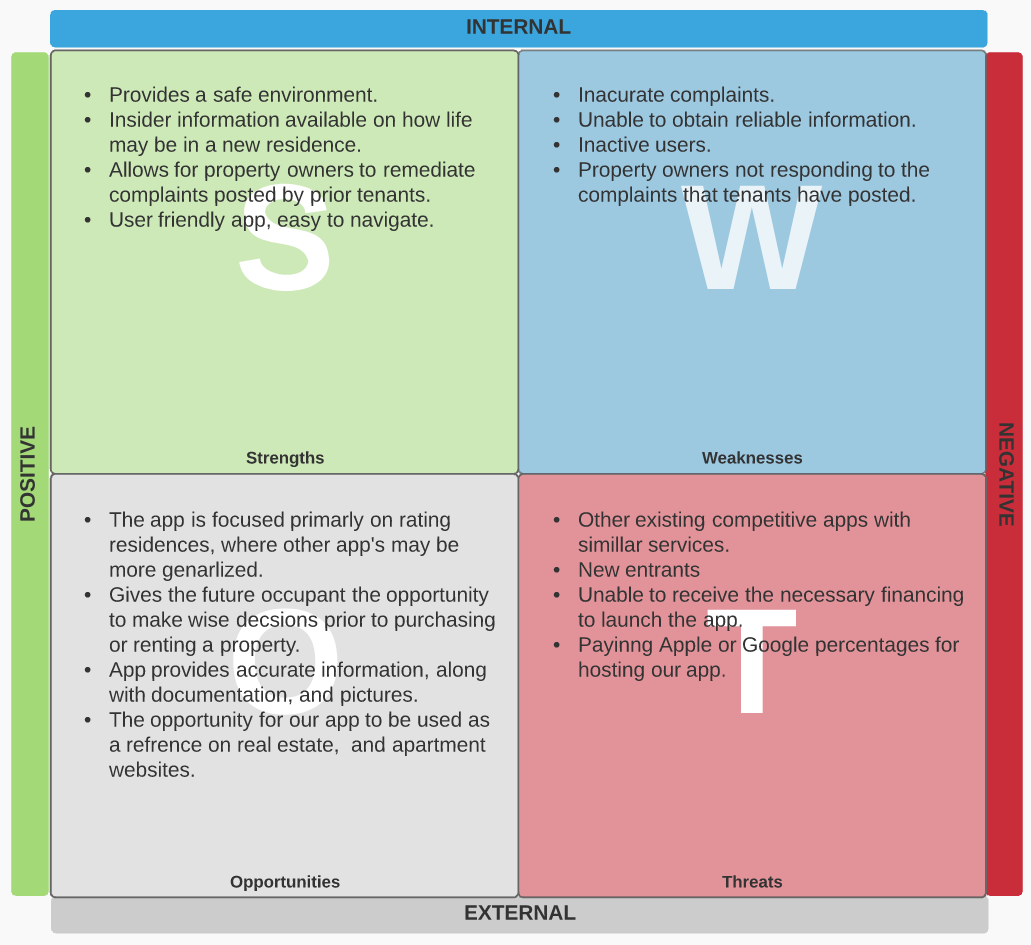 INTERNAL
POSITIVE
NEGATIVE
• Provides a safe environment.
• Insider information available on how life
may be in a new residence.
• Allows for property owners to remediate
complaints posted by prior tenants.
• User friendly app, easy to navigate.
S
Strengths
• Inacurate complaints.
• Unable to obtain reliable information.
• Inactive users.
• Property owners not responding to the
complaints that tenants have posted.
W
Weaknesses
• The app is focused primarly on rating
residences, where other app's may be
more genarlized.
• Gives the future occupant the opportunity
to make wise decsions prior to purchasing
or renting a property.
• App provides accurate information, along
with documentation, and pictures.
• The opportunity for our app to be used as
a refrence on real estate,  and apartment
websites.
O
Opportunities
• Other existing competitive apps with
simillar services.
• New entrants
• Unable to receive the necessary financing
to launch the app.
• Payinng Apple or Google percentages for
hosting our app.
T
Threats
EXTERNAL